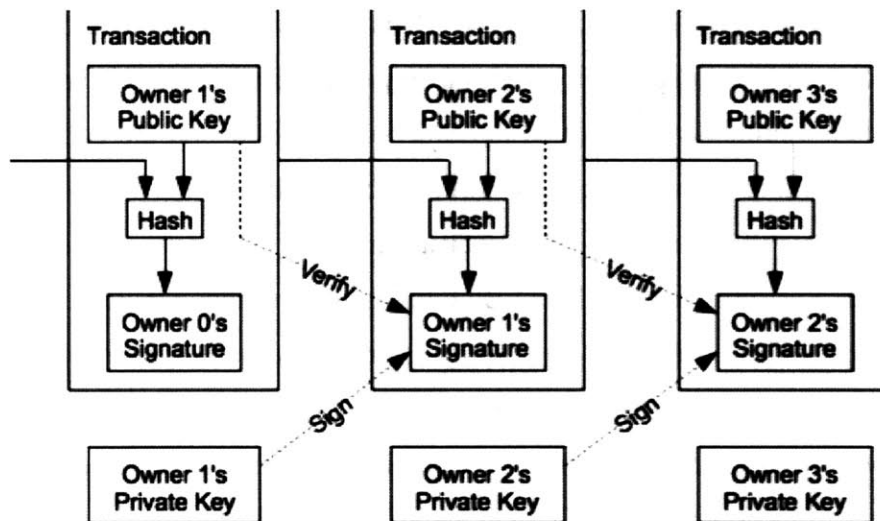 Transaction
Transaction
Transaction
Owner 1's
Public Key
Owner 2's
Public Key
Owner 3's
Public Key
Hash
Hash
Hash
Verify
Verify
Owner 0's
Signature
Owner 1's
Signature
Owner 2's
Signature
Sign
Sign
Owner 1's
Private Key
Owner 2's
Private Key
Owner 3's
Private Key